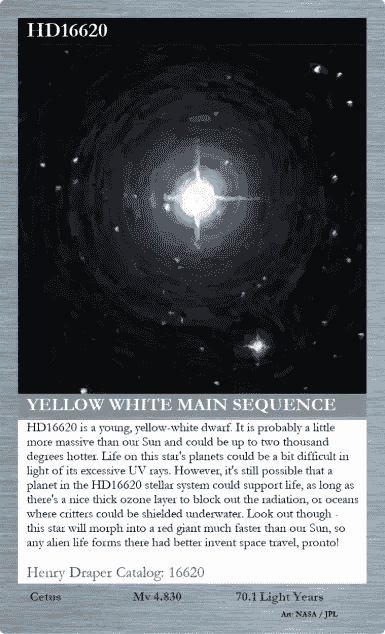 HD16620
YELLOW WHITE MAIN SEQUENCE
HD16620 is a young, yellow-white dwarf. It is probably a little
more massive than our Sun and could be up to two thousand
degrees hotter. Life on this star's planets could be a bit difficult in
light of its excessive UV rays. However, it's still possible that a
planet in the HD16620 stellar system could support life, as long as
there's a nice thick ozone layer to block out the radiation, or oceans
where critters could be shielded underwater. Look out though -
this star will morph into a red giant much faster than our Sun, so
any alien life forms there had better invent space travel, pronto!
Henry Draper Catalog: 16620
Cetus Mv 4.830 70.1 Light Years
Art: NASA / JPL